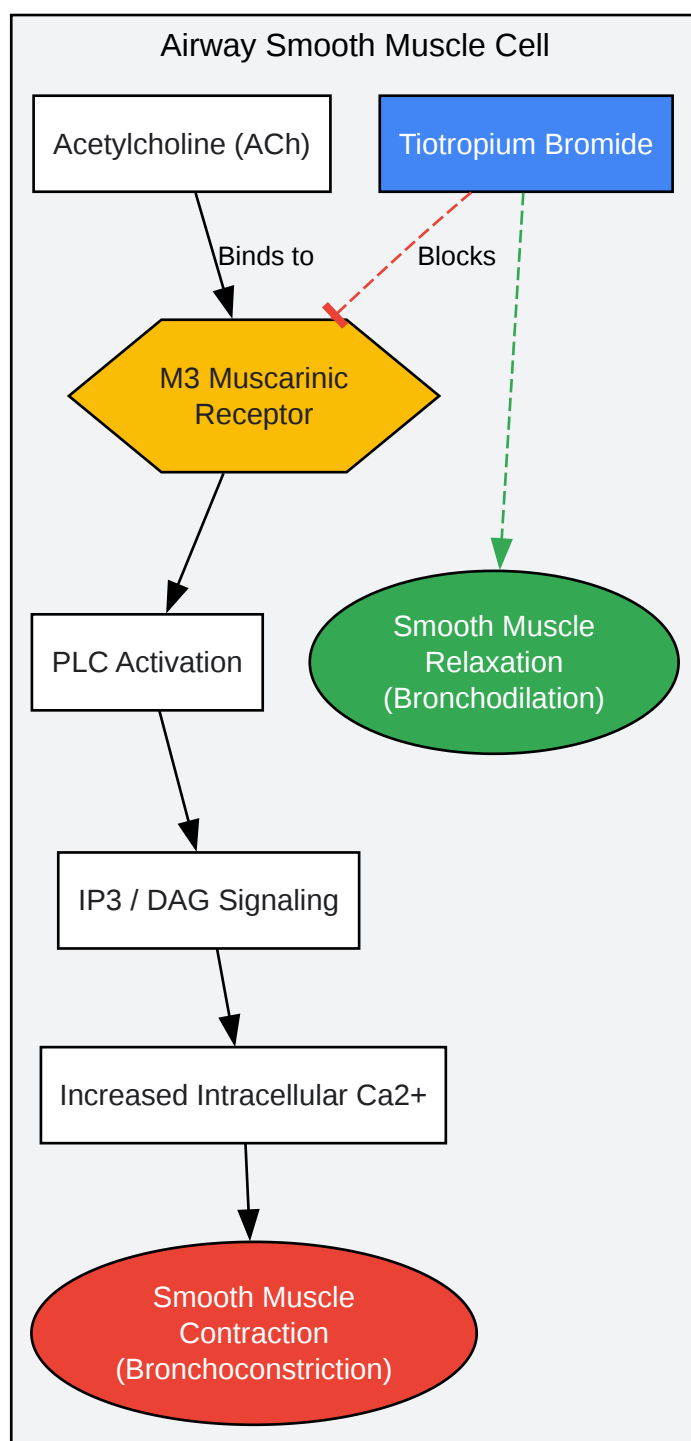 Airway Smooth Muscle Cell
Acetylcholine (ACh)
Tiotropium Bromide
Binds to
Blocks
M3 Muscarinic
Receptor
PLC Activation
Smooth Muscle
Relaxation
(Bronchodilation)
IP3 / DAG Signaling
Increased Intracellular Ca2+
Smooth Muscle
Contraction
(Bronchoconstriction)